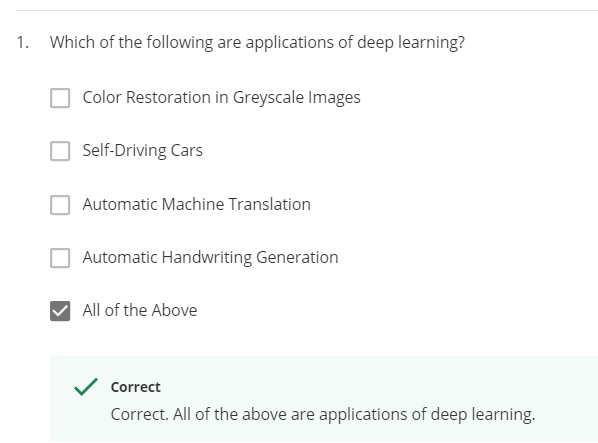 1. Which of the following are applications of deep learning?
Color Restoration in Greyscale Images
Self-Driving Cars
Automatic Machine Translation
Automatic Handwriting Generation
All of the Above
Correct
Correct. All of the above are applications of deep learning.